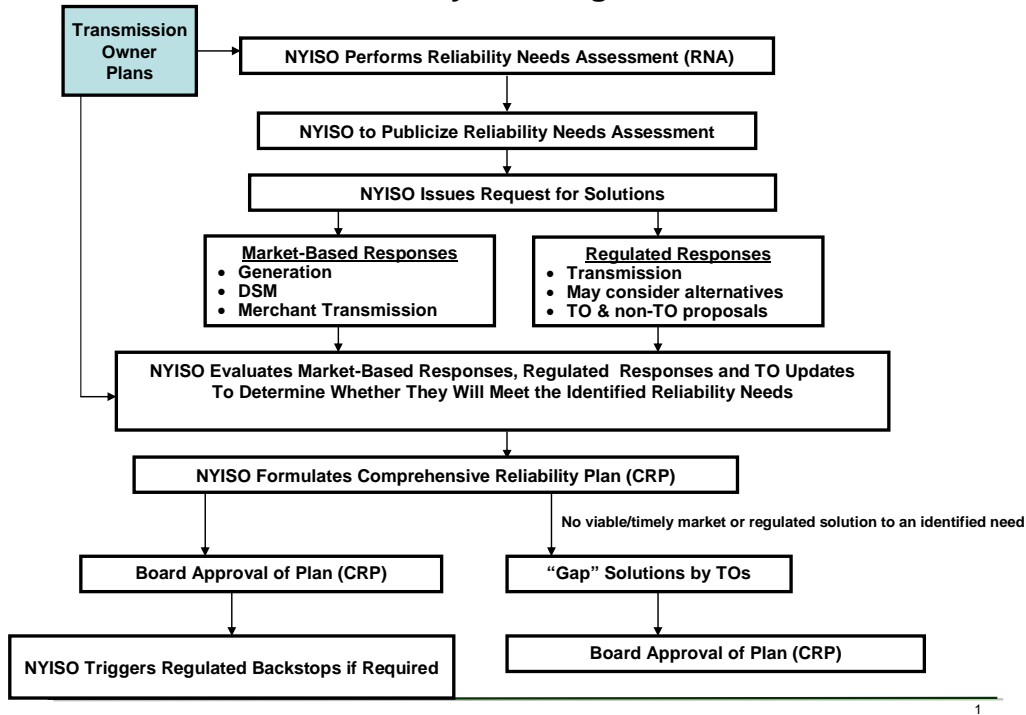 Transmission
Owner
Plans
NYISO Performs Reliability Needs Assessment (RNA)
NYISO to Publicize Reliability Needs Assessment
NYISO Issues Request for Solutions
Market-Based Responses
• Generation
• DSM
• Merchant Transmission
Regulated Responses
• Transmission
• May consider alternatives
• TO & non-TO proposals
NYISO Evaluates Market-Based Responses, Regulated Responses and TO Updates
To Determine Whether They Will Meet the Identified Reliability Needs
NYISO Formulates Comprehensive Reliability Plan (CRP)
No viable/timely market or regulated solution to an identified need
Board Approval of Plan (CRP)
“Gap” Solutions by TOs
NYISO Triggers Regulated Backstops if Required
Board Approval of Plan (CRP)
1